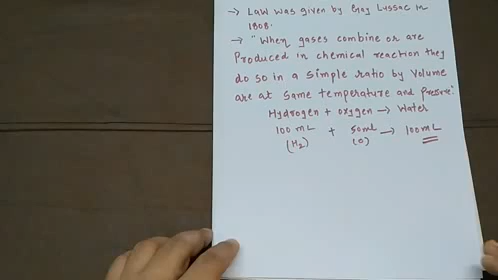 → Law was given by Gay Lussac in
1808.
→ "When gases combine or are
Produced in chemical reaction they
do so in a simple ratio by volume
are at same temperature and pressure".
Hydrogen + oxygen → Water
100 mL + 50ml → 100mL
(H₂) (O)